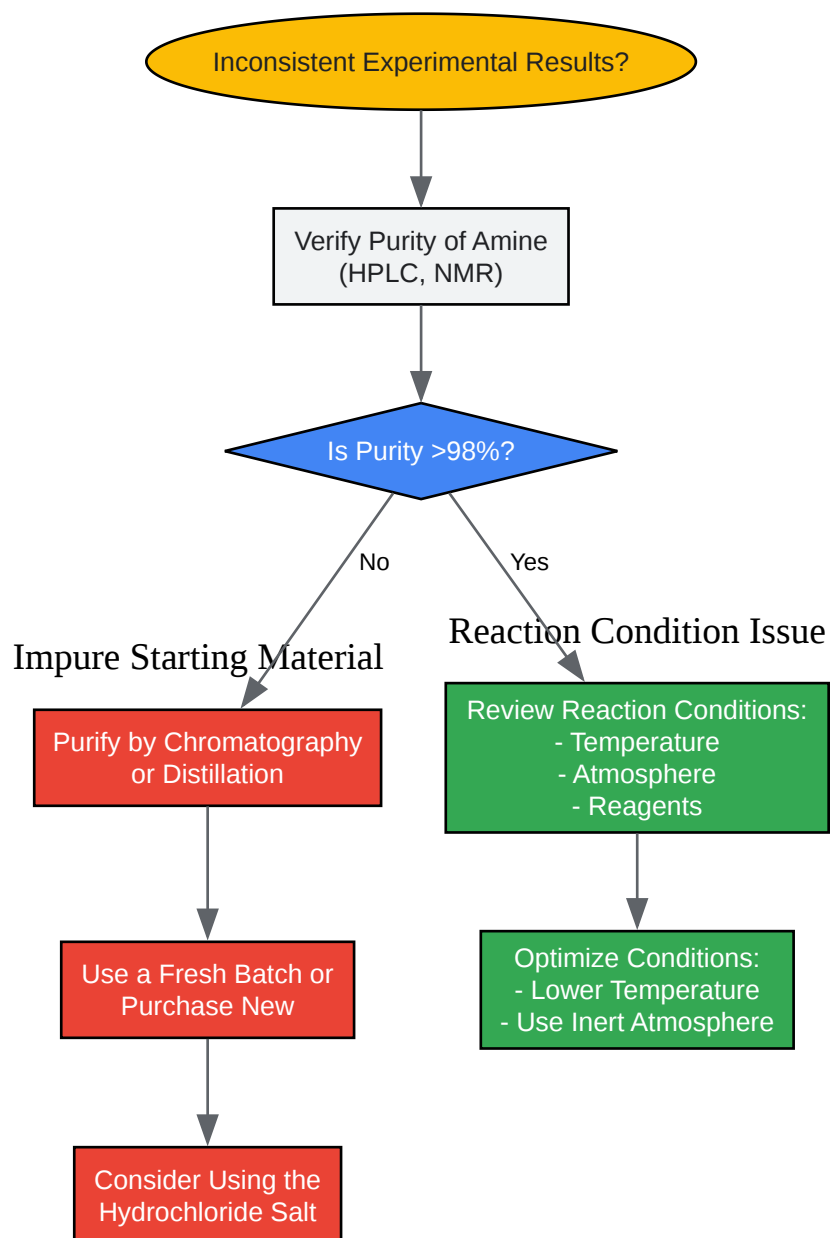 Inconsistent Experimental Results?
Verify Purity of Amine
(HPLC, NMR)
Is Purity >98%?
No
Yes
Impure Starting Material
Purify by Chromatography
or Distillation
Use a Fresh Batch or
Purchase New
Consider Using the
Hydrochloride Salt
Reaction Condition Issue
Review Reaction Conditions:
- Temperature
- Atmosphere
- Reagents
Optimize Conditions:
- Lower Temperature
- Use Inert Atmosphere